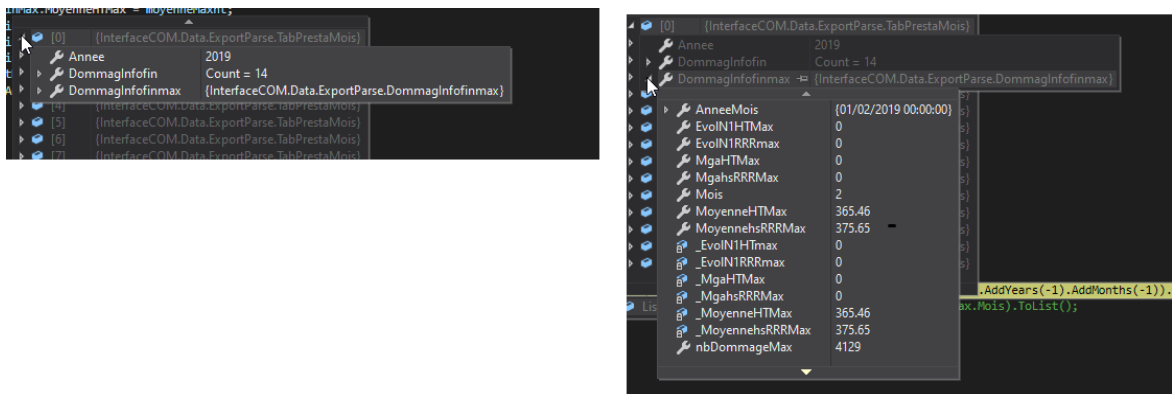 inMax.MoyenneHTMax = moyenneMaxht;
[0] {InterfaceCOM.Data.ExportParse.TabPrestaMois}
Annee 2019
DommagInfofin Count = 14
DommagInfofinmax {InterfaceCOM.Data.ExportParse.DommagInfofinmax}
[4] {InterfaceCOM.Data.ExportParse.TabPrestaMois}
[5] {InterfaceCOM.Data.ExportParse.TabPrestaMois}
[6] {InterfaceCOM.Data.ExportParse.TabPrestaMois}
[7] {InterfaceCOM.Data.ExportParse.TabPrestaMois}
[0] {InterfaceCOM.Data.ExportParse.TabPrestaMois}
Annee 2019
DommagInfofin Count = 14
DommagInfofinmax {InterfaceCOM.Data.ExportParse.DommagInfofinmax}
AnneeMois {01/02/2019 00:00:00}
EvolN1HTMax 0
EvolN1RRRmax 0
MgaHTMax 0
MgahsRRRMax 0
Mois 2
MoyenneHTMax 365.46
MoyennehsRRRMax 375.65
_EvolN1HTmax 0
_EvolN1RRRmax 0
_MgaHTMax 0
_MgahsRRRMax 0
.AddYears(-1).AddMonths(-1)).
Lis ax.Mois).ToList();
_MoyenneHTMax 365.46
_MoyennehsRRRMax 375.65
nbDommageMax 4129